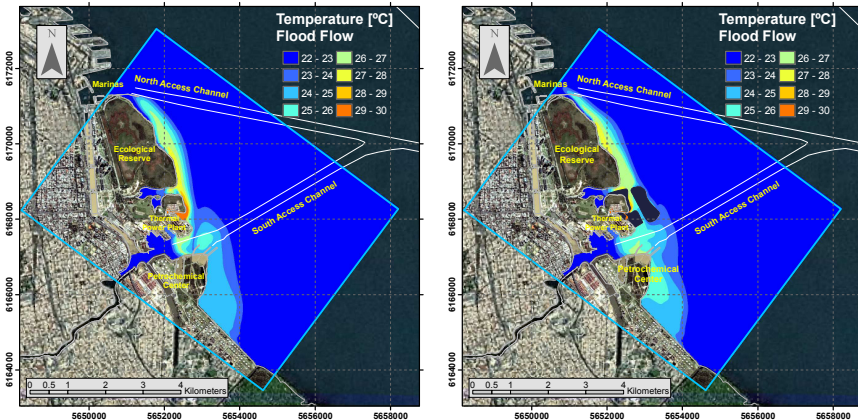 Temperature [ºC]
Flood Flow
22 - 23
26 - 27
23 - 24
27 - 28
24 - 25
28 - 29
25 - 26
29 - 30
N
Marinas
North Access Channel
Ecological
Reserve
South Access Channel
Thermal
Power Plant
Petrochemical
Center
0 0.5 1 2 3 4
Kilometers
6172000
6170000
6168000
6166000
6164000
5650000 5652000 5654000 5656000 5658000
Temperature [ºC]
Flood Flow
22 - 23
26 - 27
23 - 24
27 - 28
24 - 25
28 - 29
25 - 26
29 - 30
N
Marinas
North Access Channel
Ecological
Reserve
South Access Channel
Thermal
Power Plant
Petrochemical
Centre
0 0.5 1 2 3 4
Kilometers
6172000
6170000
6168000
6166000
6164000
5650000 5652000 5654000 5656000 5658000